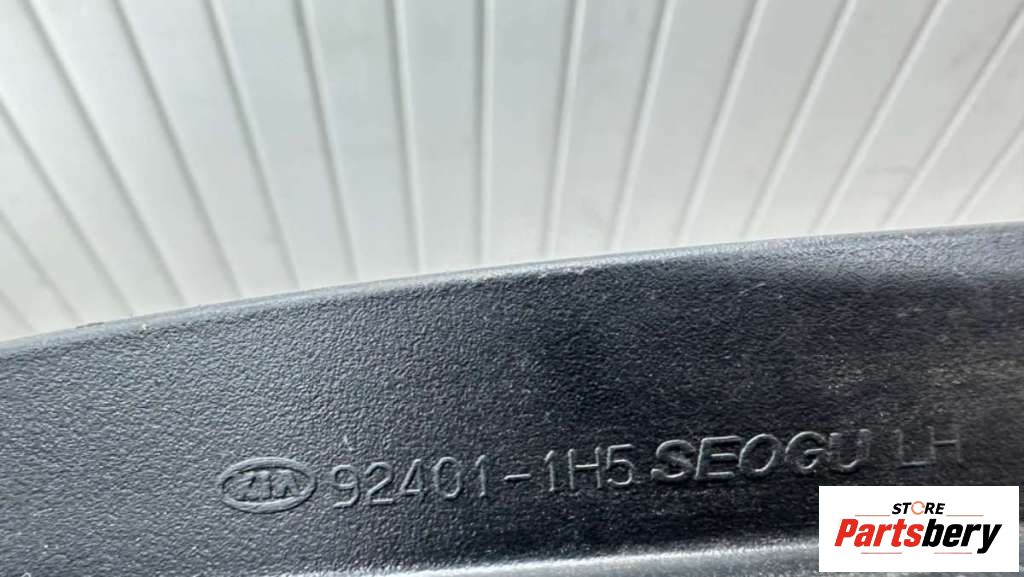 KIA 92401-1H5 SEOGU LH
STORE
Partsbery